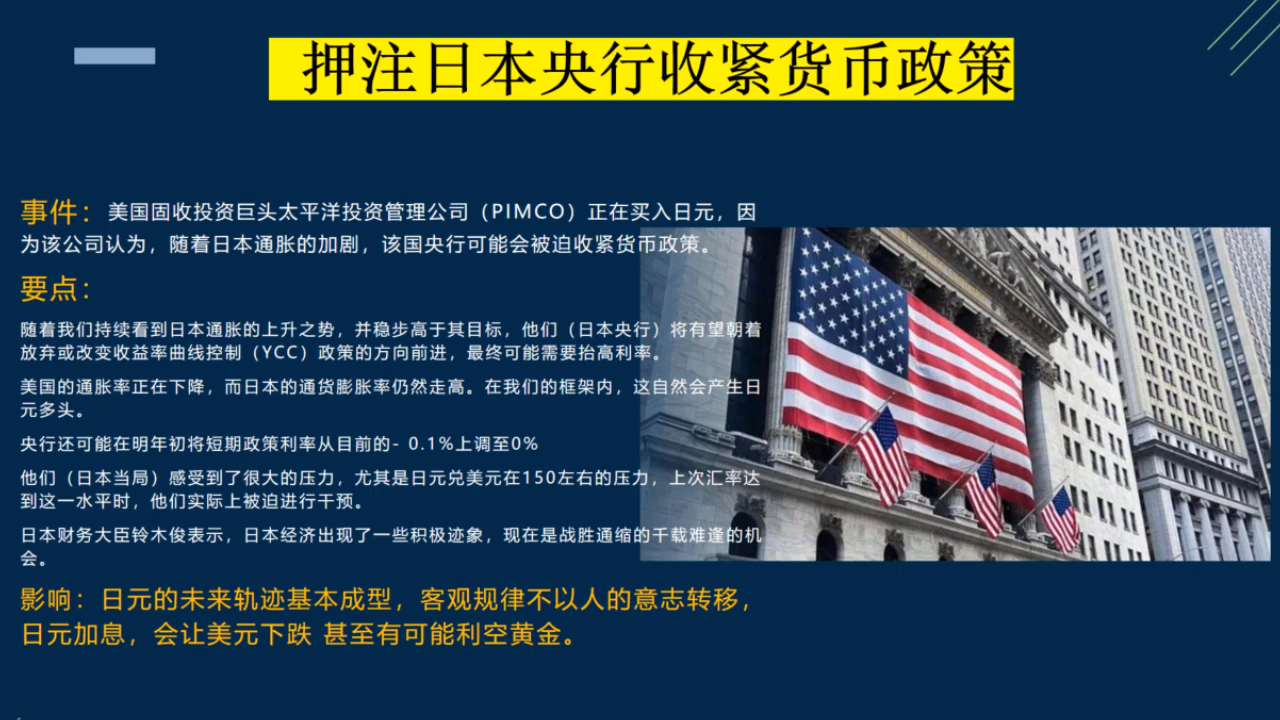 押注日本央行收紧货币政策
事件：美国固收投资巨头太平洋投资管理公司（PIMCO）正在买入日元，因
为该公司认为，随着日本通胀的加剧，该国央行可能会被迫收紧货币政策。
要点：
随着我们持续看到日本通胀的上升之势，并稳步高于其目标，他们（日本央行）将有望朝着
放弃或改变收益率曲线控制（YCC）政策的方向前进，最终可能需要抬高利率。
美国的通胀率正在下降，而日本的通货膨胀率仍然走高。在我们的框架内，这自然会产生日
元多头。
央行还可能在明年初将短期政策利率从目前的- 0.1%上调至0%
他们（日本当局）感受到了很大的压力，尤其是日元兑美元在150左右的压力，上次汇率达
到这一水平时，他们实际上被迫进行干预。
日本财务大臣铃木俊表示，日本经济出现了一些积极迹象，现在是战胜通缩的千载难逢的机
会。
影响：日元的未来轨迹基本成型，客观规律不以人的意志转移，
日元加息，会让美元下跌 甚至有可能利空黄金。